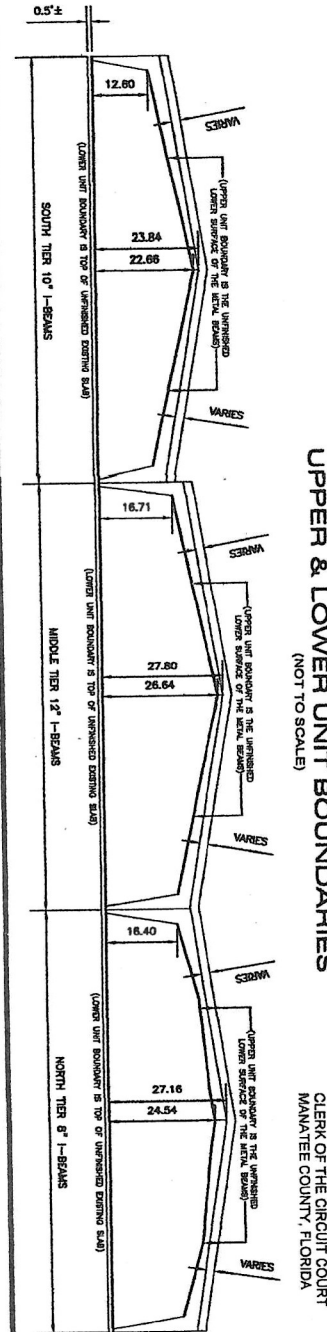 UPPER & LOWER UNIT BOUNDARIES
(NOT TO SCALE)
CLERK OF THE CIRCUIT COURT
MANATEE COUNTY, FLORIDA
0.5'±
12.60
VARIES
(UPPER UNIT BOUNDARY IS THE UNFINISHED
LOWER SURFACE OF THE METAL BEAMS)
23.84
22.66
VARIES
(LOWER UNIT BOUNDARY IS TOP OF UNFINISHED EXISTING SLAB)
SOUTH TIER 10" I-BEAMS
16.71
VARIES
(UPPER UNIT BOUNDARY IS THE UNFINISHED
LOWER SURFACE OF THE METAL BEAMS)
27.80
26.64
VARIES
(LOWER UNIT BOUNDARY IS TOP OF UNFINISHED EXISTING SLAB)
MIDDLE TIER 12" I-BEAMS
16.40
VARIES
(UPPER UNIT BOUNDARY IS THE UNFINISHED
LOWER SURFACE OF THE METAL BEAMS)
27.16
24.54
VARIES
(LOWER UNIT BOUNDARY IS TOP OF UNFINISHED EXISTING SLAB)
NORTH TIER 8" I-BEAMS